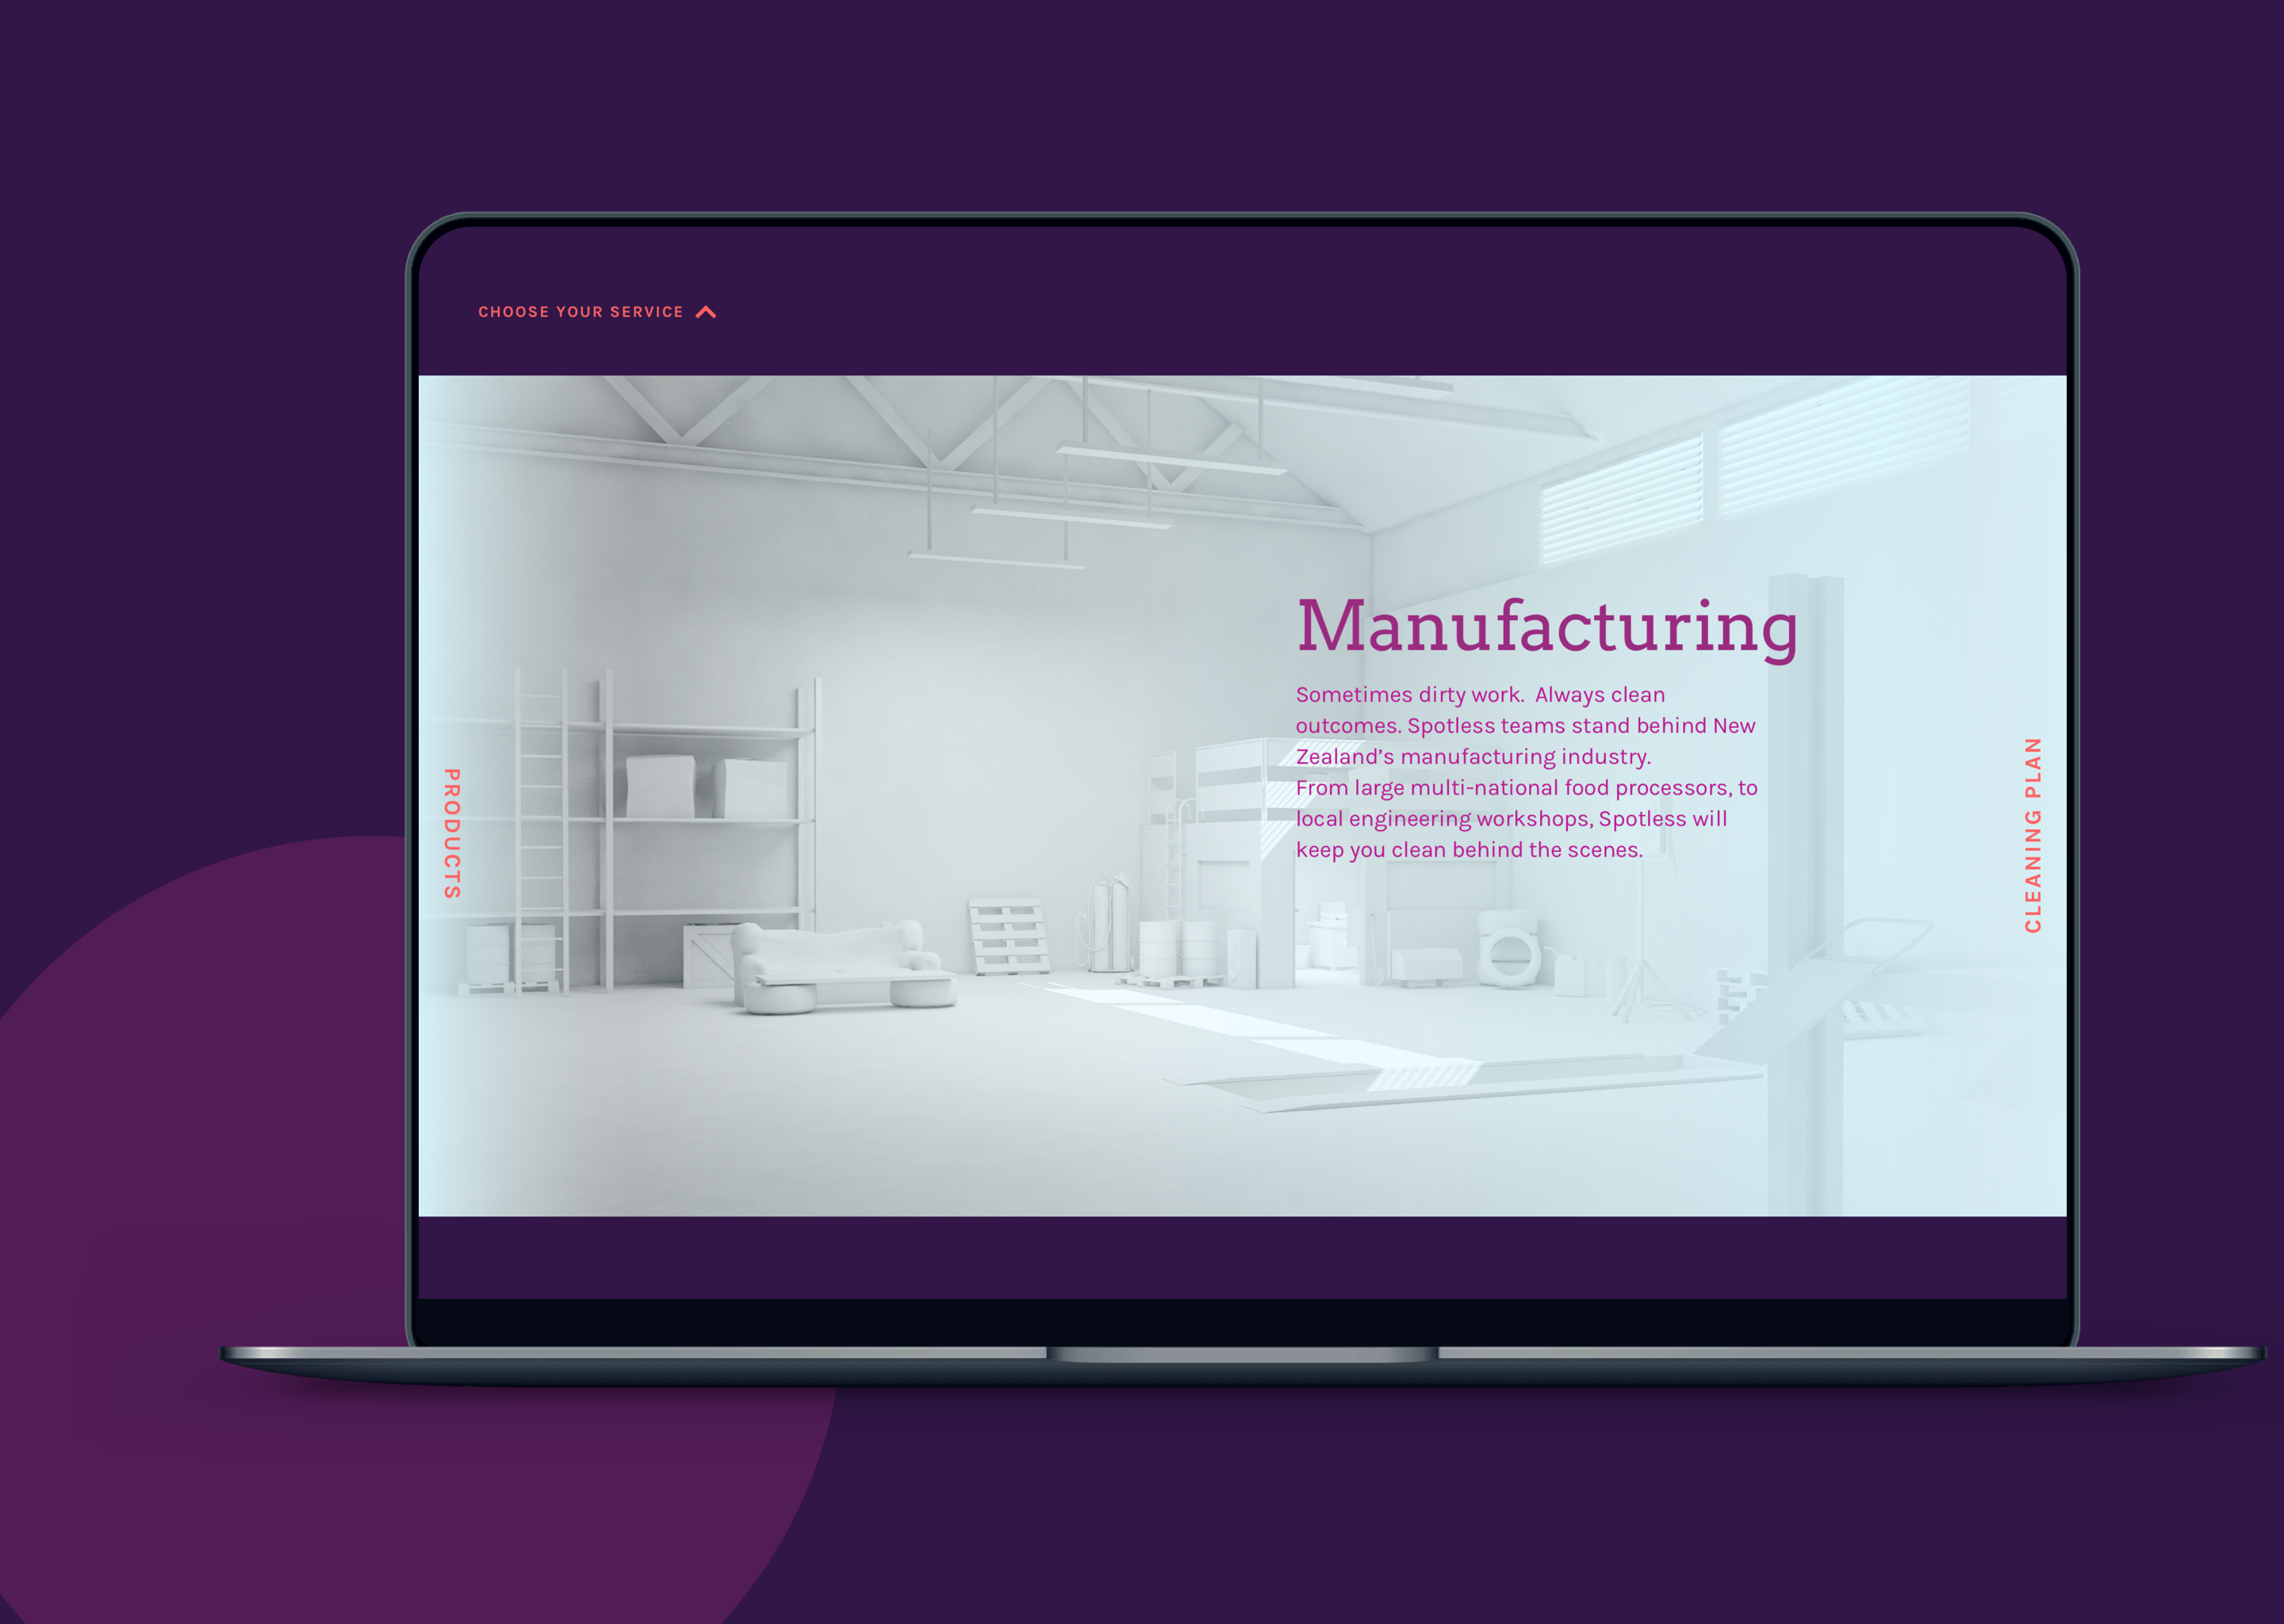 CHOOSE YOUR SERVICE
Manufacturing
Sometimes dirty work.  Always clean
outcomes. Spotless teams stand behind New
Zealand’s manufacturing industry.
From large multi-national food processors, to
local engineering workshops, Spotless will
keep you clean behind the scenes.
PRODUCTS
CLEANING PLAN